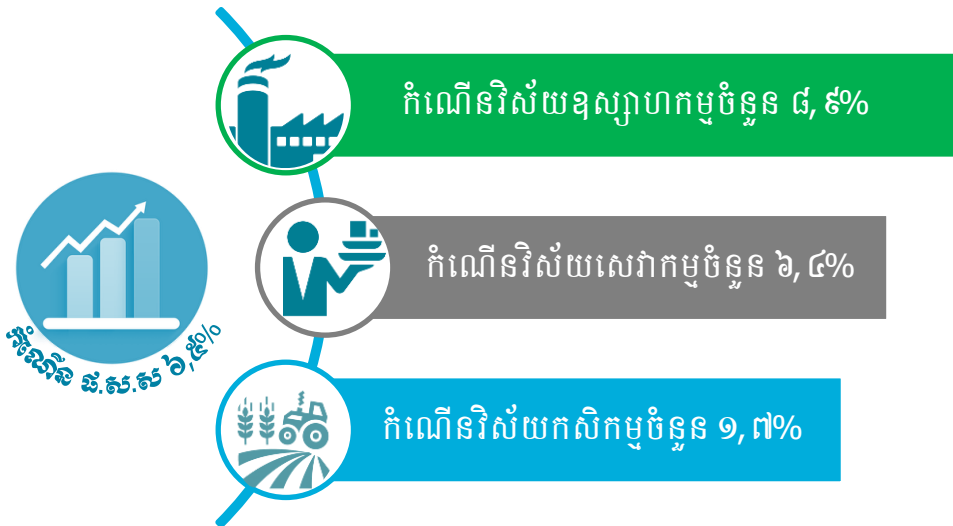 កំណើនវិស័យឧស្សាហកម្មចំនួន ៨,៩%
កំណើនវិស័យសេវាកម្មចំនួន ៦,៤%
កំណើន ផ.ស.ស ៦,៥%
កំណើនវិស័យកសិកម្មចំនួន ១,៧%